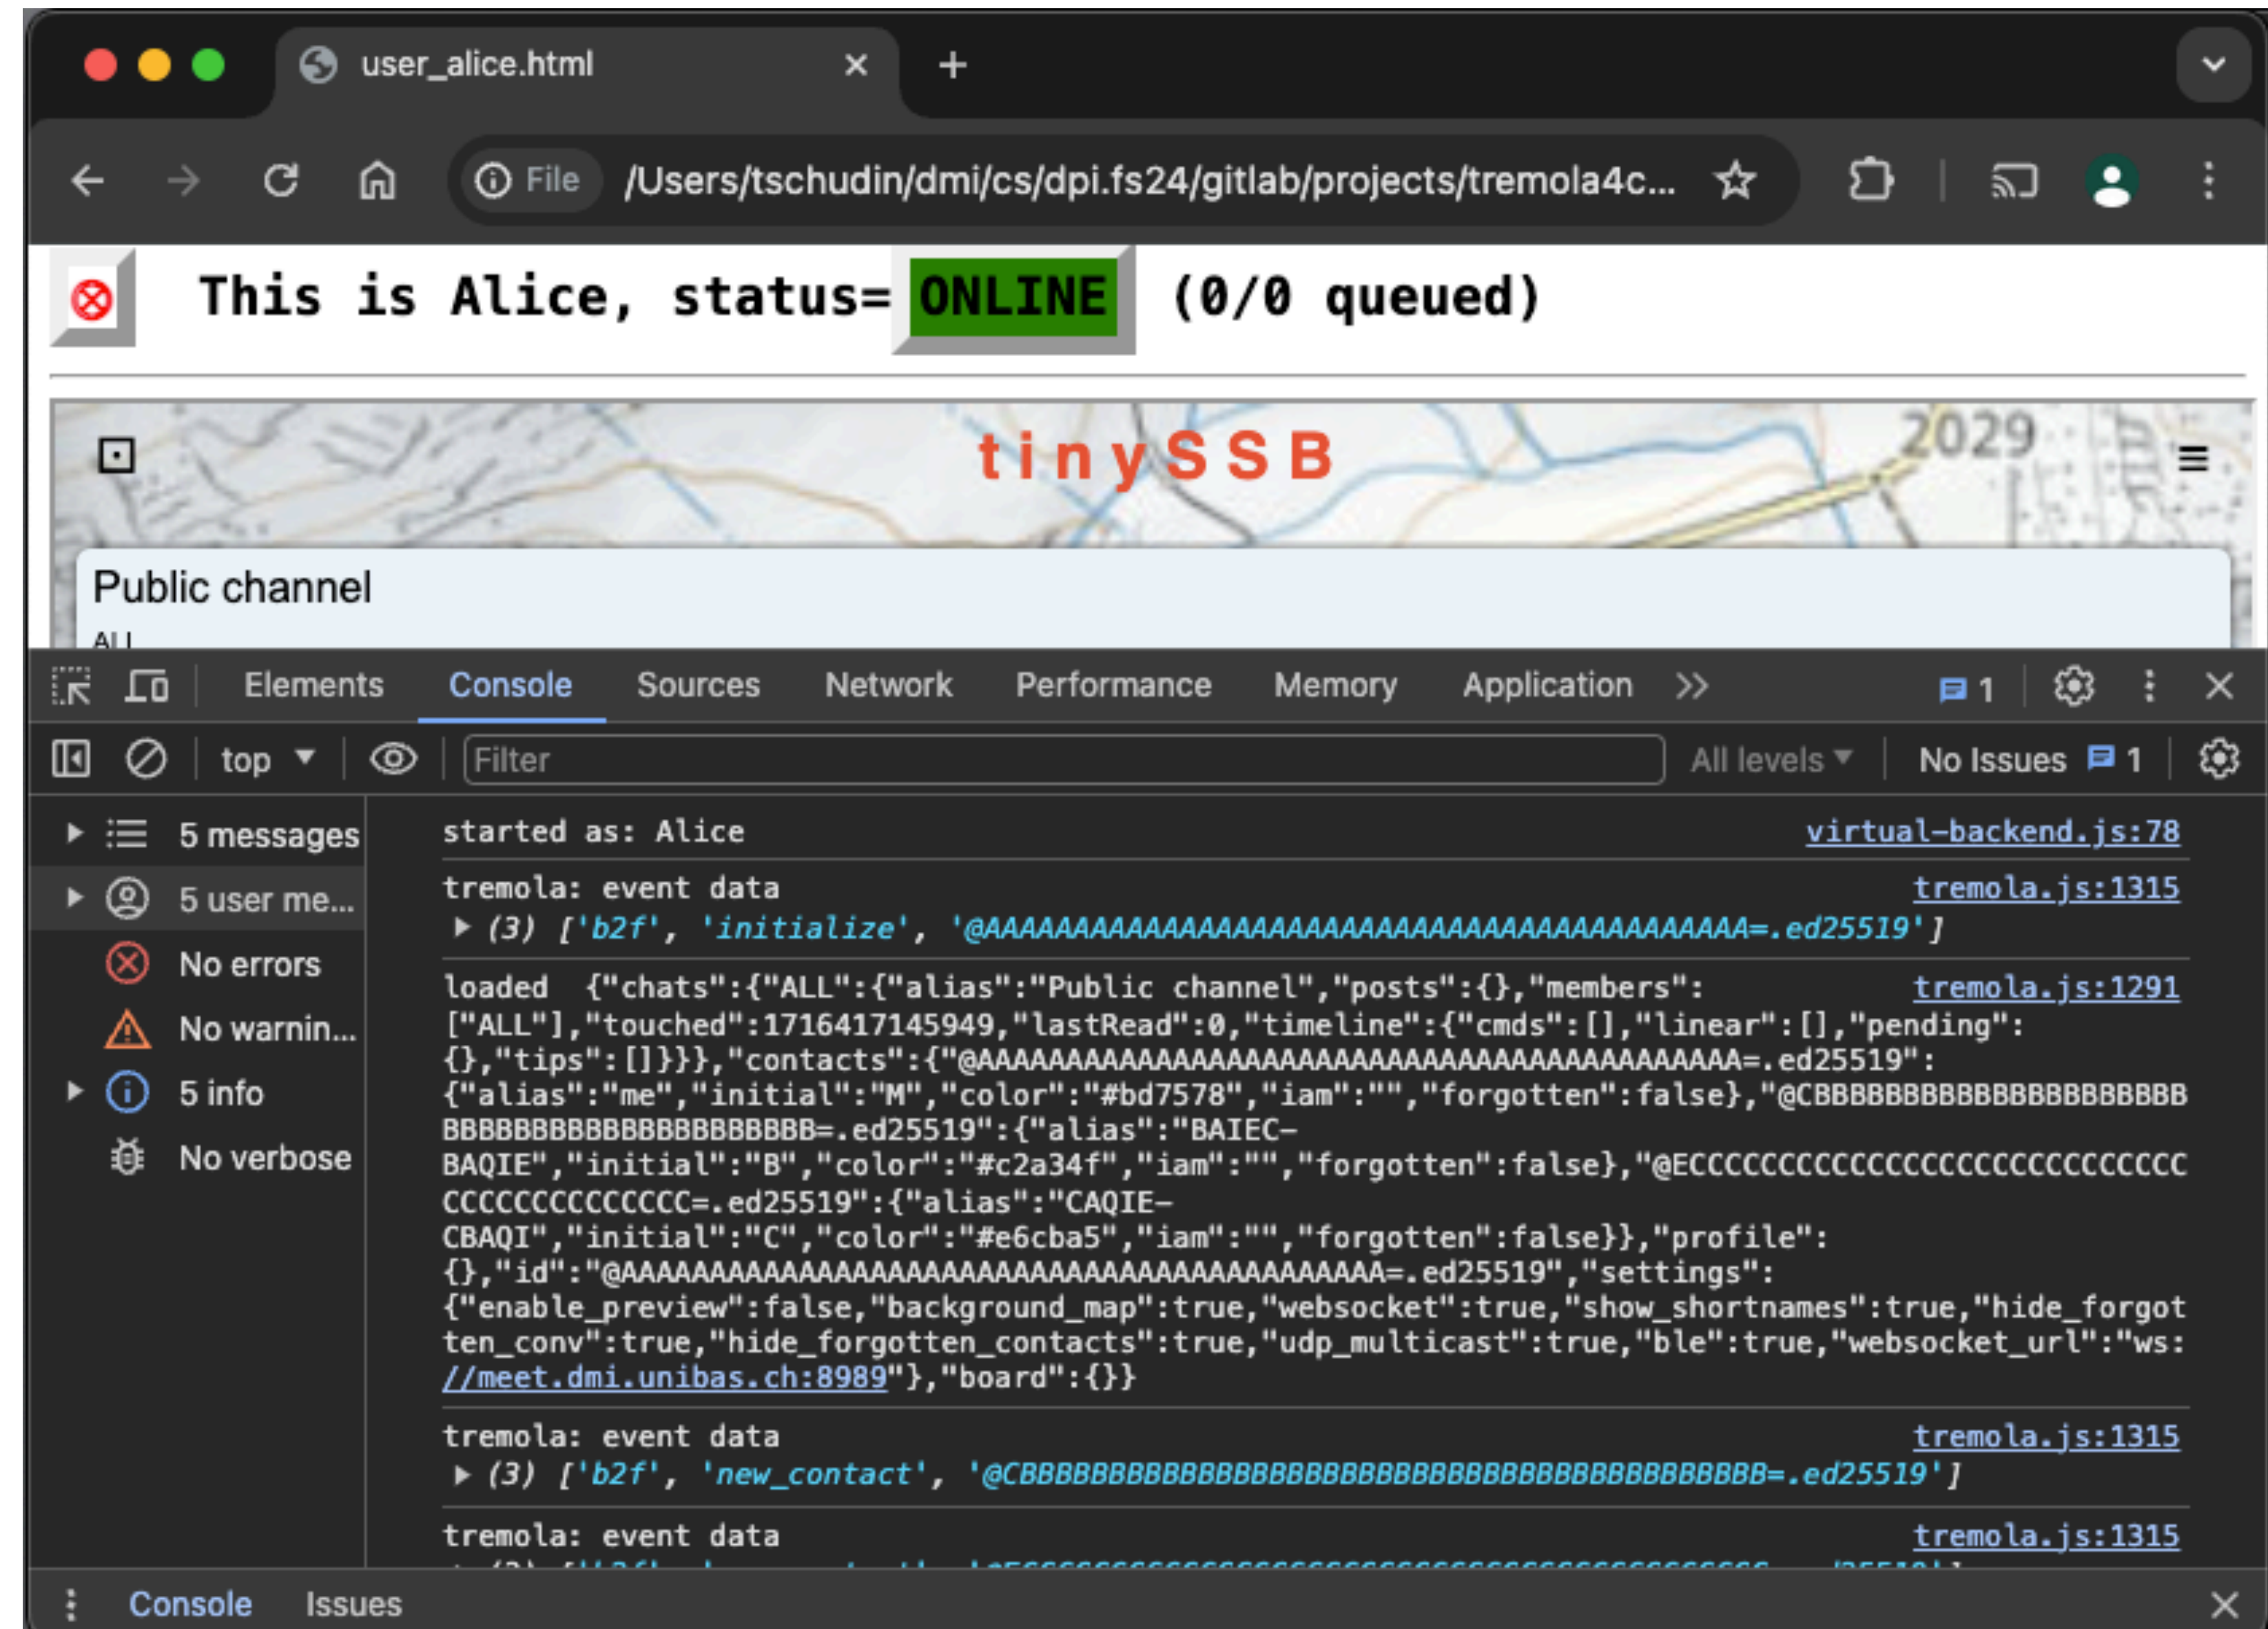 user_alice.html
File /Users/tschudin/dmi/cs/dpi.fs24/gitlab/projects/tremola4c...
This is Alice, status= ONLINE (0/0 queued)
tinySSB
2029
Public channel
ALL
Elements Console Sources Network Performance Memory Application 1
top Filter All levels No Issues 1
5 messages
5 user me...
No errors
No warnin...
5 info
No verbose
started as: Alice virtual-backend.js:78
tremola: event data tremola.js:1315
(3) ['b2f', 'initialize', '@AAAAAAAAAAAAAAAAAAAAAAAAAAAAAAAAAAAAAAAAAAA=.ed25519']
loaded {"chats":{"ALL":{"alias":"Public channel","posts":{},"members": tremola.js:1291
["ALL"],"touched":1716417145949,"lastRead":0,"timeline":{"cmds":[],"linear":[],"pending":
{},"tips":[]}}},"contacts":{"@AAAAAAAAAAAAAAAAAAAAAAAAAAAAAAAAAAAAAAAAAAA=.ed25519":
{"alias":"me","initial":"M","color":"#bd7578","iam":"","forgotten":false},"@CBBBBBBBBBBBBBBBBBBBBB
BBBBBBBBBBBBBBBBBBBBB=.ed25519":{"alias":"BAIEC-
BAQIE","initial":"B","color":"#c2a34f","iam":"","forgotten":false},"@ECCCCCCCCCCCCCCCCCCCCCCCCCCCC
CCCCCCCCCCCCCC=.ed25519":{"alias":"CAQIE-
CBAQI","initial":"C","color":"#e6cba5","iam":"","forgotten":false}},"profile":
{},"id":"@AAAAAAAAAAAAAAAAAAAAAAAAAAAAAAAAAAAAAAAAAAA=.ed25519","settings":
{"enable_preview":false,"background_map":true,"websocket":true,"show_shortnames":true,"hide_forgot
ten_conv":true,"hide_forgotten_contacts":true,"udp_multicast":true,"ble":true,"websocket_url":"ws:
//meet.dmi.unibas.ch:8989"},"board":{}}
tremola: event data tremola.js:1315
(3) ['b2f', 'new_contact', '@CBBBBBBBBBBBBBBBBBBBBBBBBBBBBBBBBBBBBBBBBBB=.ed25519']
tremola: event data tremola.js:1315
Console Issues